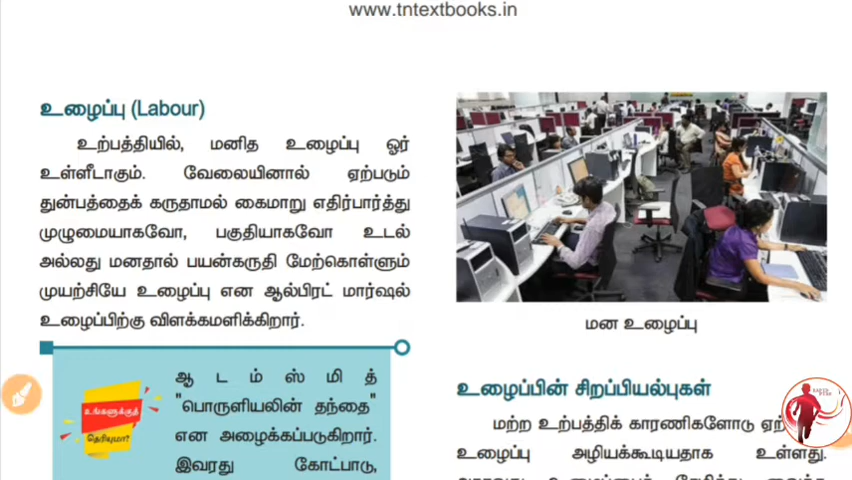 www.tntextbooks.in
உழைப்பு (Labour)
உற்பத்தியில், மனித உழைப்பு ஓர்
உள்ளீடாகும். வேலையினால் ஏற்படும்
துன்பத்தைக் கருதாமல் கைமாறு எதிர்பார்த்து
முழுமையாகவோ, பகுதியாகவோ உடல்
அல்லது மனதால் பயன்கருதி மேற்கொள்ளும்
முயற்சியே உழைப்பு என ஆல்பிரட் மார்ஷல்
உழைப்பிற்கு விளக்கமளிக்கிறார்.
உங்களுக்குத்
தெரியுமா?
ஆடம்ஸ்மித்
"பொருளியலின் தந்தை"
என அழைக்கப்படுகிறார்.
இவரது கோட்பாடு,
மன உழைப்பு
உழைப்பின் சிறப்பியல்புகள்
மற்ற உற்பத்திக் காரணிகளோடு
உழைப்பு அழியக்கூடியதாக உள்ளது.